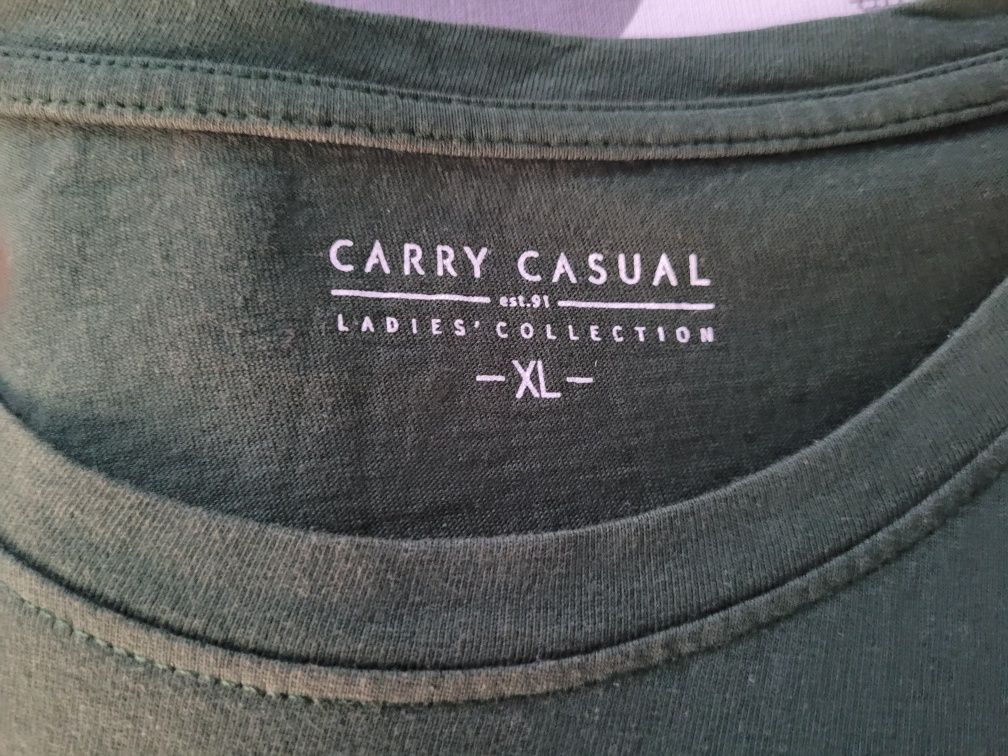 CARRY CASUAL
est.91
LADIES' COLLECTION
-XL-